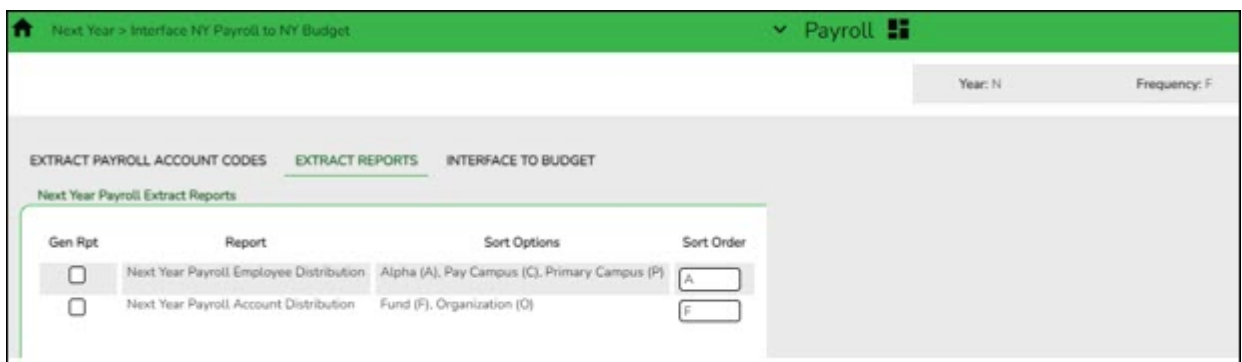 Next Year > Interface NY Payroll to NY Budget
Payroll
Year: N Frequency: F
EXTRACT PAYROLL ACCOUNT CODES EXTRACT REPORTS INTERFACE TO BUDGET
Next Year Payroll Extract Reports
Gen Rpt Report Sort Options Sort Order
Next Year Payroll Employee Distribution Alpha (A), Pay Campus (C), Primary Campus (P) A
Next Year Payroll Account Distribution Fund (F), Organization (O) F